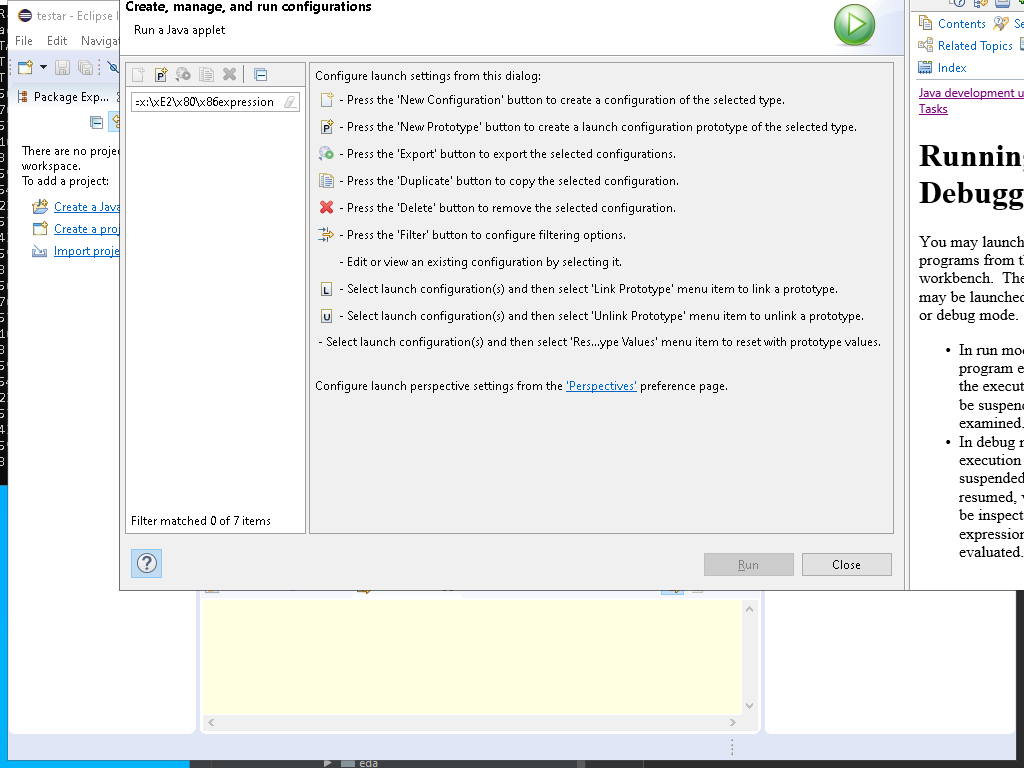 testar - Eclipse I
Create, manage, and run configurations
Run a Java applet
File Edit Navigat
Package Exp...
There are no proje
workspace.
To add a project:
Create a Java
Create a proj
Import proje
=x:\xE2\x80\x86expression
Filter matched 0 of 7 items
Configure launch settings from this dialog:
- Press the 'New Configuration' button to create a configuration of the selected type.
- Press the 'New Prototype' button to create a launch configuration prototype of the selected type.
- Press the 'Export' button to export the selected configurations.
- Press the 'Duplicate' button to copy the selected configuration.
- Press the 'Delete' button to remove the selected configuration.
- Press the 'Filter' button to configure filtering options.
- Edit or view an existing configuration by selecting it.
L - Select launch configuration(s) and then select 'Link Prototype' menu item to link a prototype.
U - Select launch configuration(s) and then select 'Unlink Prototype' menu item to unlink a prototype.
- Select launch configuration(s) and then select 'Res...ype Values' menu item to reset with prototype values.
Configure launch perspective settings from the 'Perspectives' preference page.
Run
Close
Contents
Se
Related Topics
Index
Java development u
Tasks
Running
Debugg
You may launch
programs from th
workbench. The
may be launched
or debug mode.
• In run mod
program e
the execut
be suspend
examined.
• In debug m
execution
suspended
resumed, v
be inspect
expression
evaluated.
eda